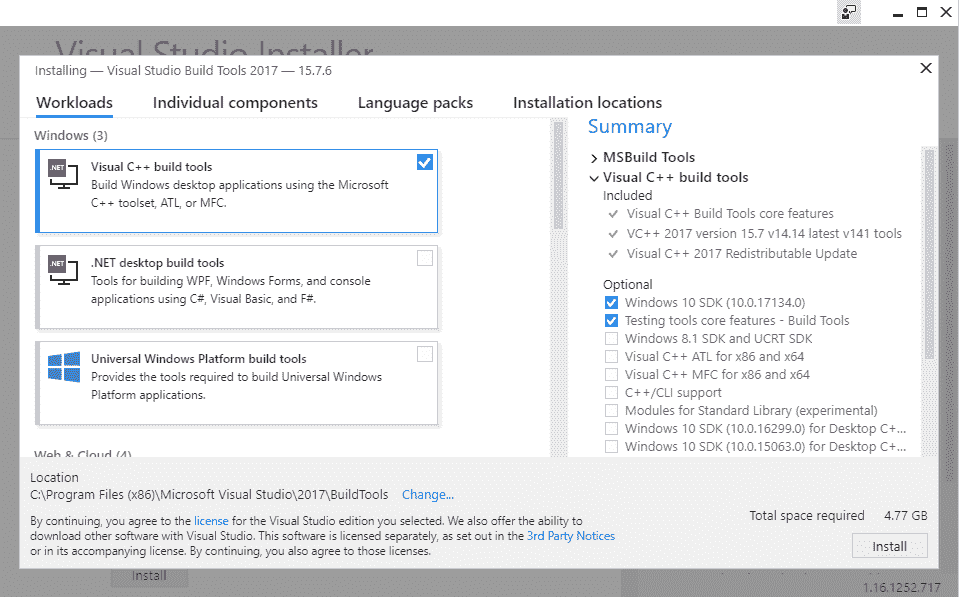 Visual Studio Installer
Installing — Visual Studio Build Tools 2017 — 15.7.6
Workloads Individual components Language packs Installation locations
Windows (3)
.NET
Visual C++ build tools
Build Windows desktop applications using the Microsoft
C++ toolset, ATL, or MFC.
.NET
.NET desktop build tools
Tools for building WPF, Windows Forms, and console
applications using C#, Visual Basic, and F#.
Universal Windows Platform build tools
Provides the tools required to build Universal Windows
Platform applications.
Web & Cloud (4)
Summary
MSBuild Tools
Visual C++ build tools
Included
Visual C++ Build Tools core features
VC++ 2017 version 15.7 v14.14 latest v141 tools
Visual C++ 2017 Redistributable Update
Optional
Windows 10 SDK (10.0.17134.0)
Testing tools core features - Build Tools
Windows 8.1 SDK and UCRT SDK
Visual C++ ATL for x86 and x64
Visual C++ MFC for x86 and x64
C++/CLI support
Modules for Standard Library (experimental)
Windows 10 SDK (10.0.16299.0) for Desktop C+...
Windows 10 SDK (10.0.15063.0) for Desktop C+...
Location
C:\Program Files (x86)\Microsoft Visual Studio\2017\BuildTools Change...
By continuing, you agree to the license for the Visual Studio edition you selected. We also offer the ability to
download other software with Visual Studio. This software is licensed separately, as set out in the 3rd Party Notices
or in its accompanying license. By continuing, you also agree to those licenses.
Total space required 4.77 GB
Install
Install
1.16.1252.717